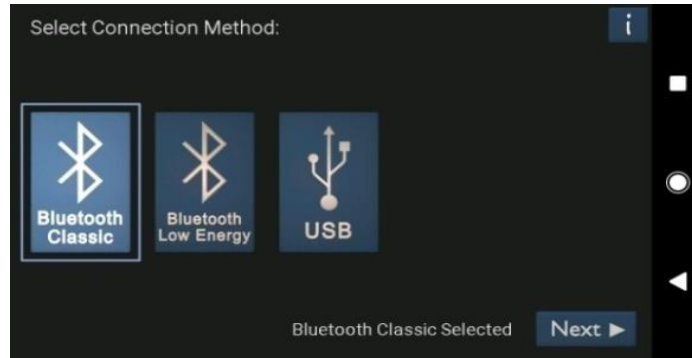 Select Connection Method:
i
Bluetooth
Classic
Bluetooth
Low Energy
USB
Bluetooth Classic Selected
Next ►